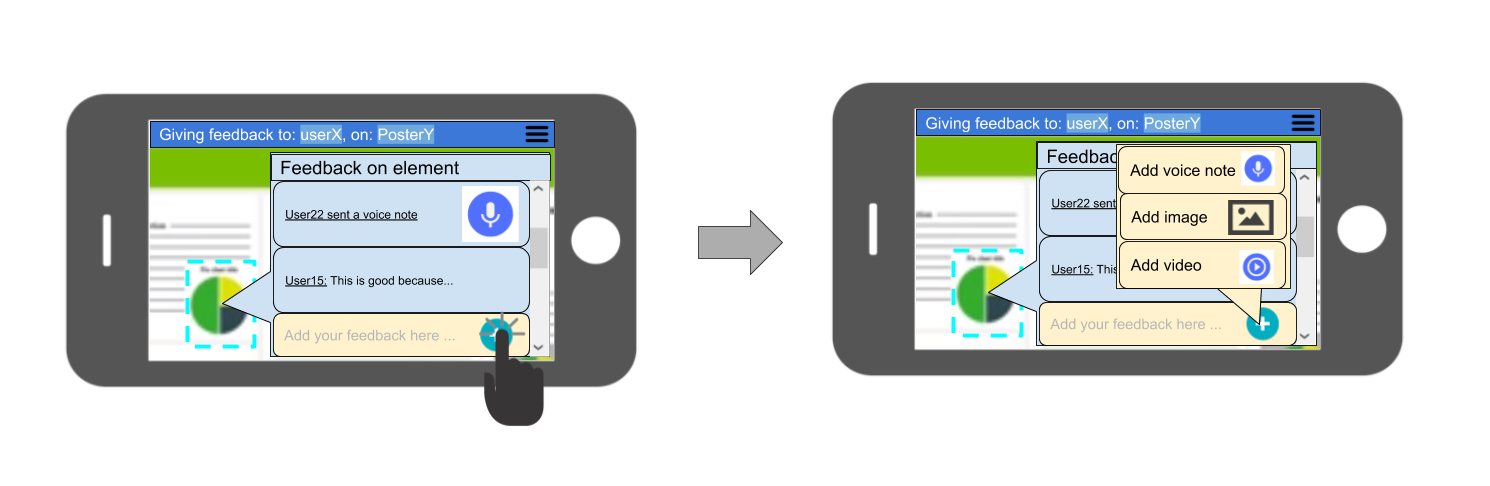 Giving feedback to: userX, on: PosterY
Feedback on element
User22 sent a voice note
User15: This is good because...
Add your feedback here ...
Giving feedback to: userX, on: PosterY
Feedbac
Add voice note
User22 sent
Add image
User15: This
Add video
Add your feedback here ...